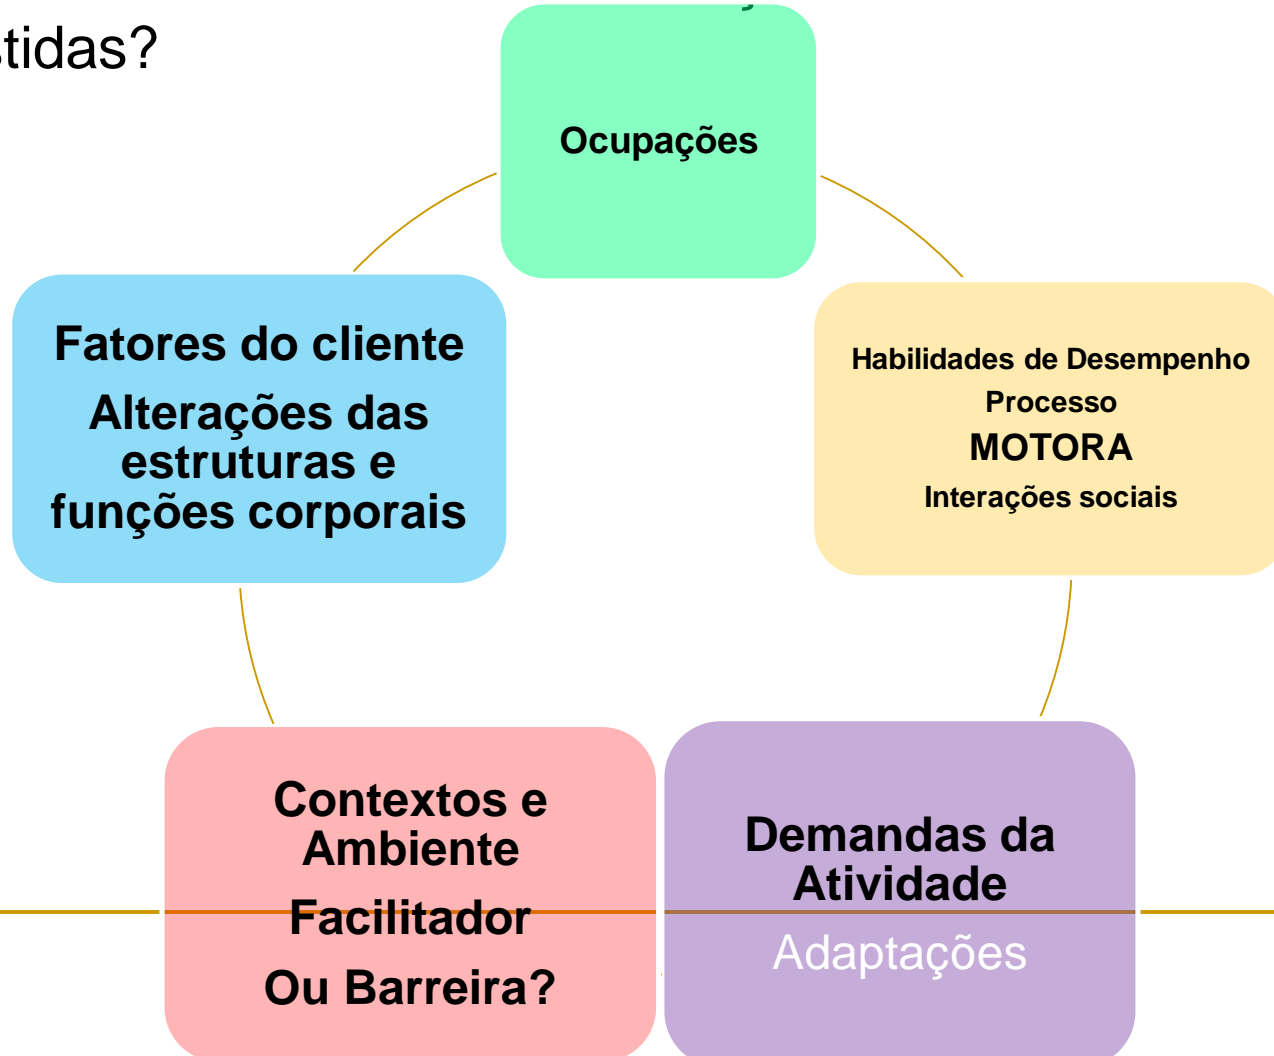 stidas?
Ocupações
Fatores do cliente
Alterações das
estruturas e
funções corporais
Habilidades de Desempenho
Processo
MOTORA
Interações sociais
Contextos e
Ambiente
Facilitador
Ou Barreira?
Demandas da
Atividade
Adaptações